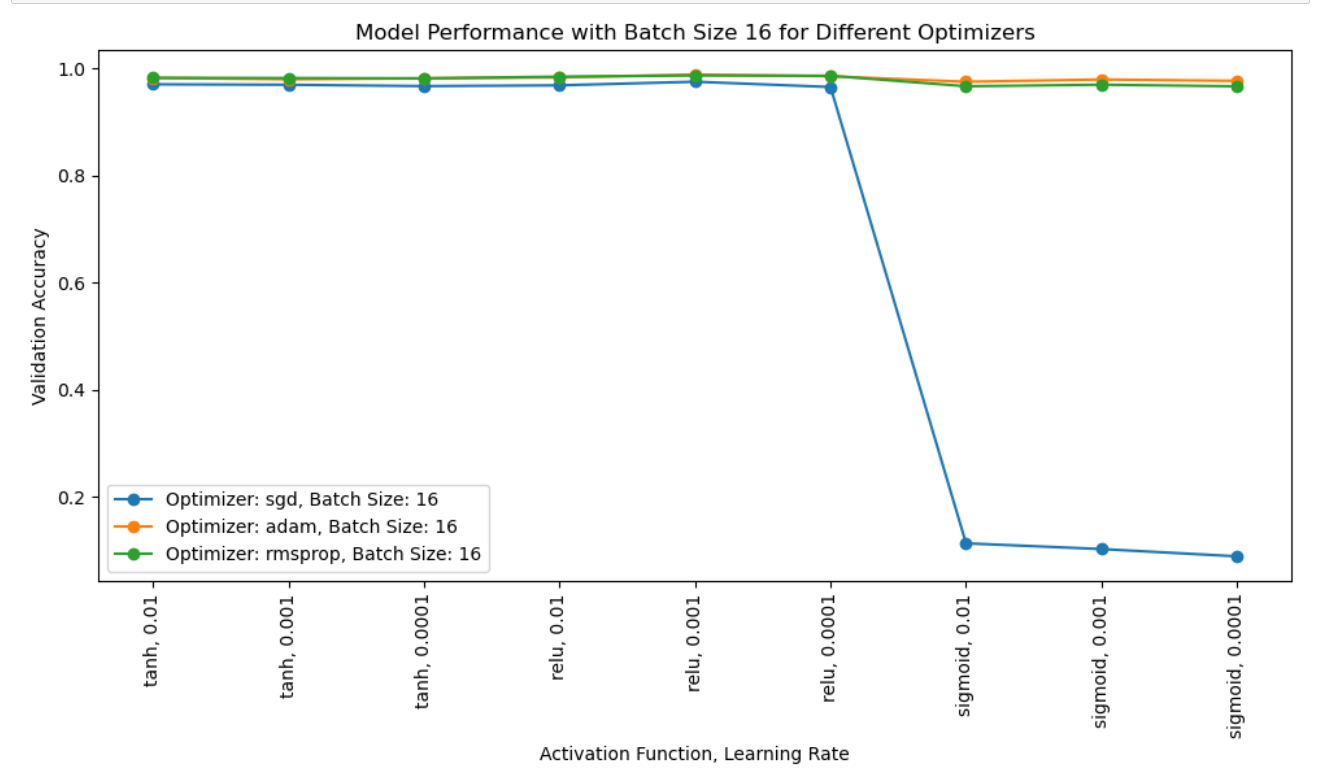 Model Performance with Batch Size 16 for Different Optimizers
Validation Accuracy
1.0
0.8
0.6
0.4
0.2
Optimizer: sgd, Batch Size: 16
Optimizer: adam, Batch Size: 16
Optimizer: rmsprop, Batch Size: 16
tanh, 0.01
tanh, 0.001
tanh, 0.0001
relu, 0.01
relu, 0.001
relu, 0.0001
sigmoid, 0.01
sigmoid, 0.001
sigmoid, 0.0001
Activation Function, Learning Rate